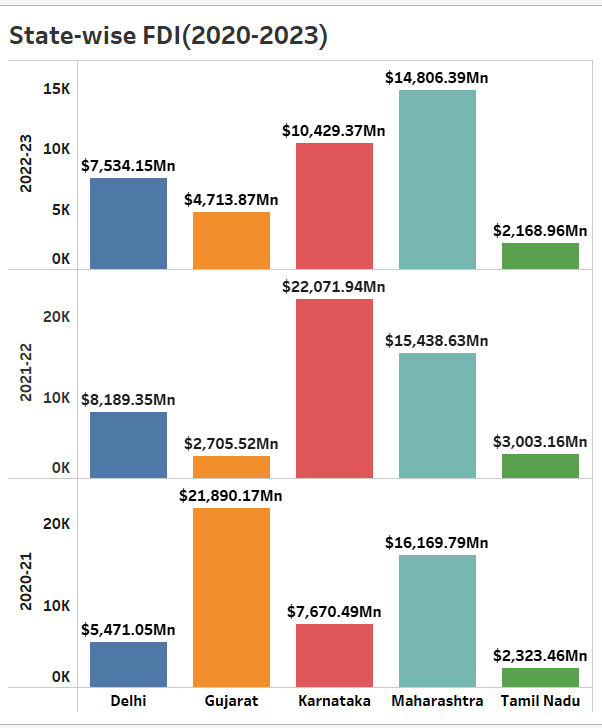 State-wise FDI(2020-2023)
2022-23
15K
10K
5K
0K
$7,534.15Mn
$4,713.87Mn
$10,429.37Mn
$14,806.39Mn
$2,168.96Mn
2021-22
20K
10K
0K
$8,189.35Mn
$2,705.52Mn
$22,071.94Mn
$15,438.63Mn
$3,003.16Mn
2020-21
20K
10K
0K
$5,471.05Mn
$21,890.17Mn
$7,670.49Mn
$16,169.79Mn
$2,323.46Mn
Delhi Gujarat Karnataka Maharashtra Tamil Nadu